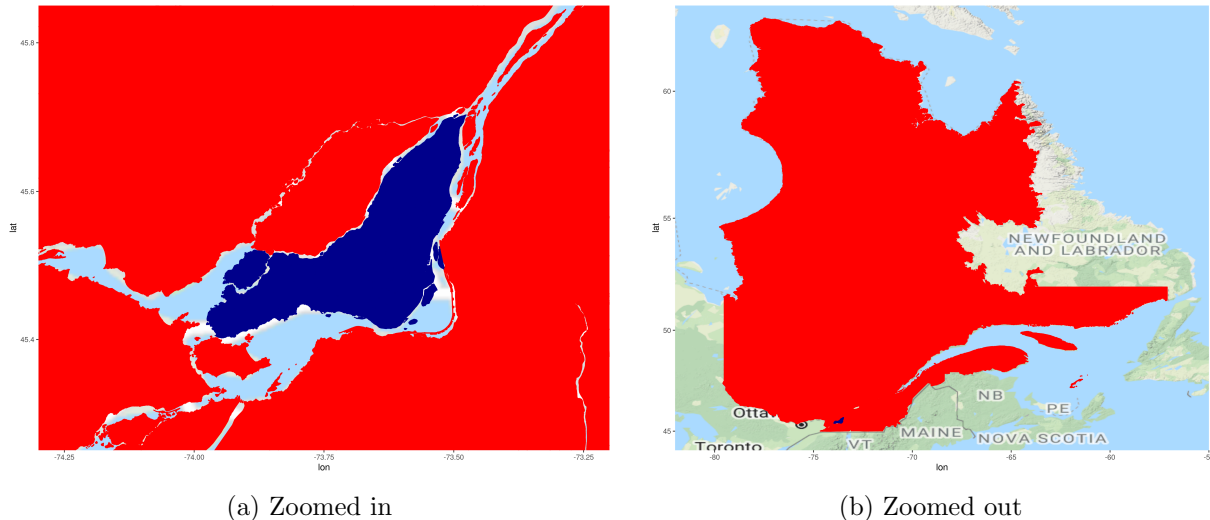 45.8
45.6
lat
45.4
-74.25
-74.00
-73.75
-73.50
-73.25
lon
(a) Zoomed in
60
55
lat
50
45
NEWFOUNDLAND
AND LABRADOR
NB
PE
Otta
MAINE
NOVA SCOTIA
VT
Toronto
-80
-75
-70
-65
-60
-5
lon
(b) Zoomed out